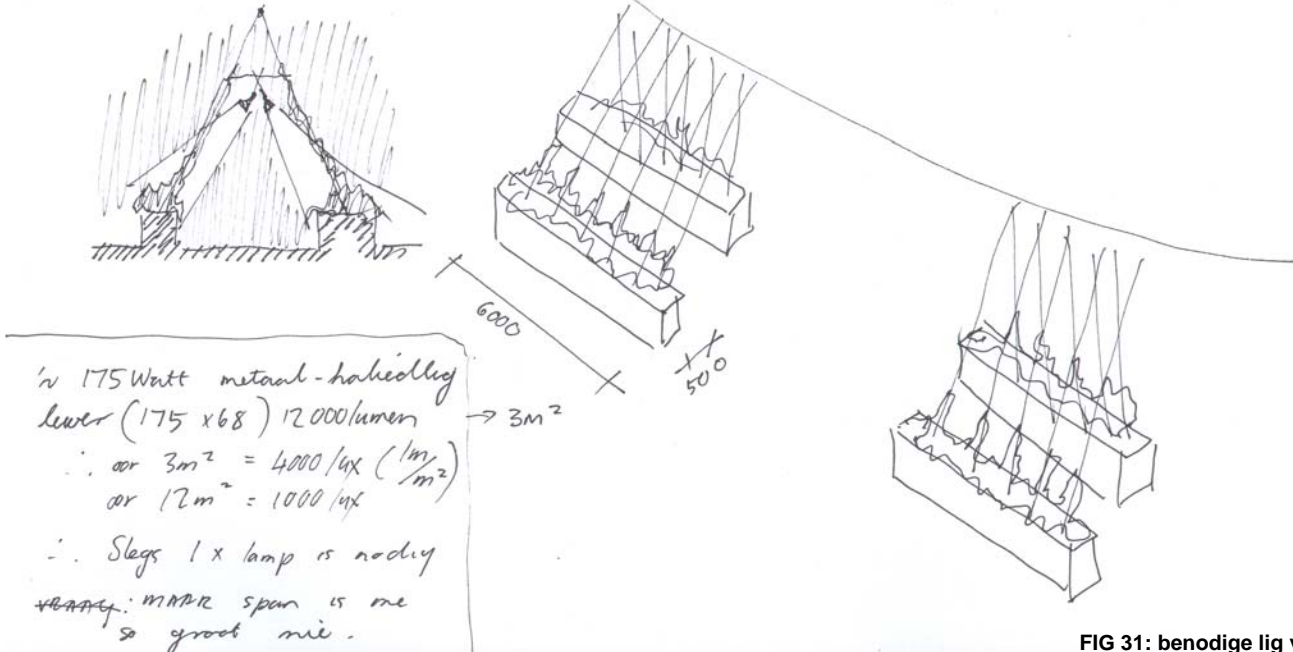 6000
500
'n 175 Watt metaal-haliedlig
lewer (175 x 68) 12000 lumen → 3m²
∴ oor 3m² = 4000 lux (lm/m²)
oor 12m² = 1000 lux
∴ Slegs 1 x lamp is nodig
MAAR span is nie
so groot nie.
FIG 31: benodige lig v